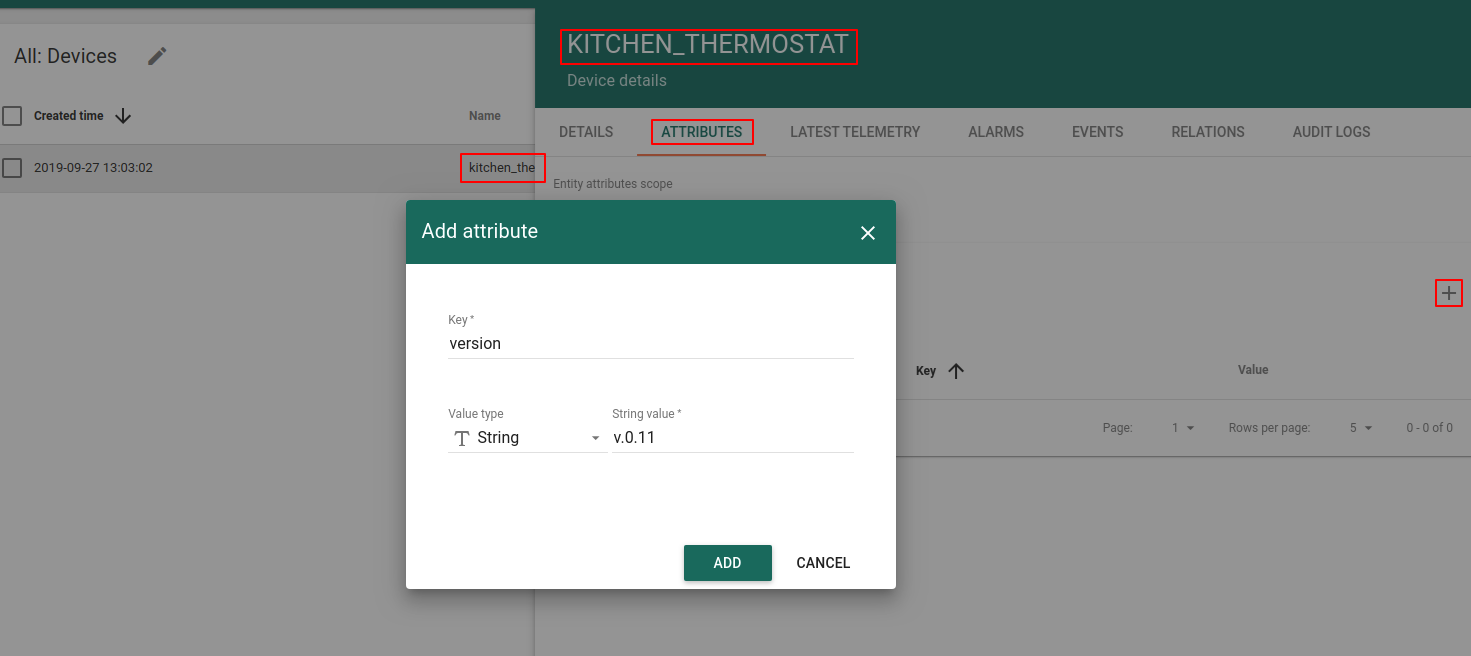 All: Devices
Created time
Name
2019-09-27 13:03:02
kitchen_the
KITCHEN_THERMOSTAT
Device details
DETAILS
ATTRIBUTES
LATEST TELEMETRY
ALARMS
EVENTS
RELATIONS
AUDIT LOGS
Entity attributes scope
Key
Value
Page:
1
Rows per page:
5
0 - 0 of 0
Add attribute
Key *
version
Value type
String value *
String
v.0.11
ADD
CANCEL